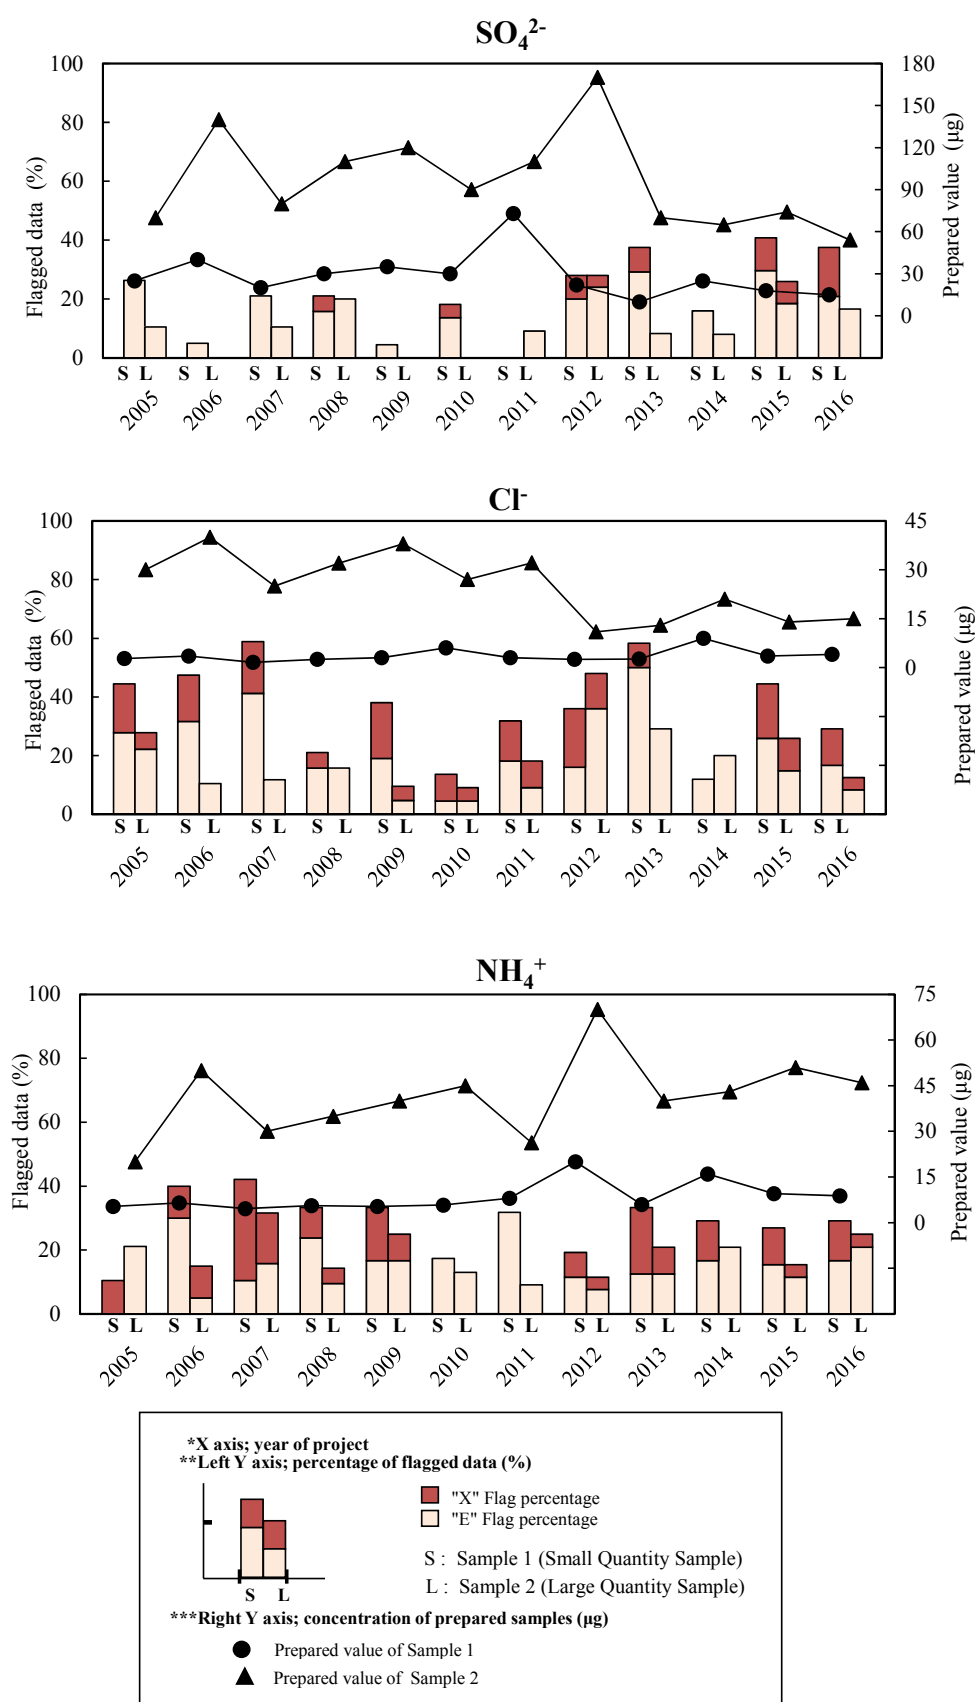 SO₄²⁻
100
80
60
40
20
0
Flagged data (%)
180
150
120
90
60
30
0
Prepared value (µg)
S L S L S L S L S L S L S L S L S L S L S L S L
2005 2006 2007 2008 2009 2010 2011 2012 2013 2014 2015 2016
Cl⁻
100
80
60
40
20
0
Flagged data (%)
45
30
15
0
Prepared value (µg)
S L S L S L S L S L S L S L S L S L S L S L S L
2005 2006 2007 2008 2009 2010 2011 2012 2013 2014 2015 2016
NH₄⁺
100
80
60
40
20
0
Flagged data (%)
75
60
45
30
15
0
Prepared value (µg)
S L S L S L S L S L S L S L S L S L S L S L S L
2005 2006 2007 2008 2009 2010 2011 2012 2013 2014 2015 2016
*X axis; year of project
**Left Y axis; percentage of flagged data (%)
"X" Flag percentage
"E" Flag percentage
S : Sample 1 (Small Quantity Sample)
L : Sample 2 (Large Quantity Sample)
S L
***Right Y axis; concentration of prepared samples (µg)
Prepared value of Sample 1
Prepared value of Sample 2